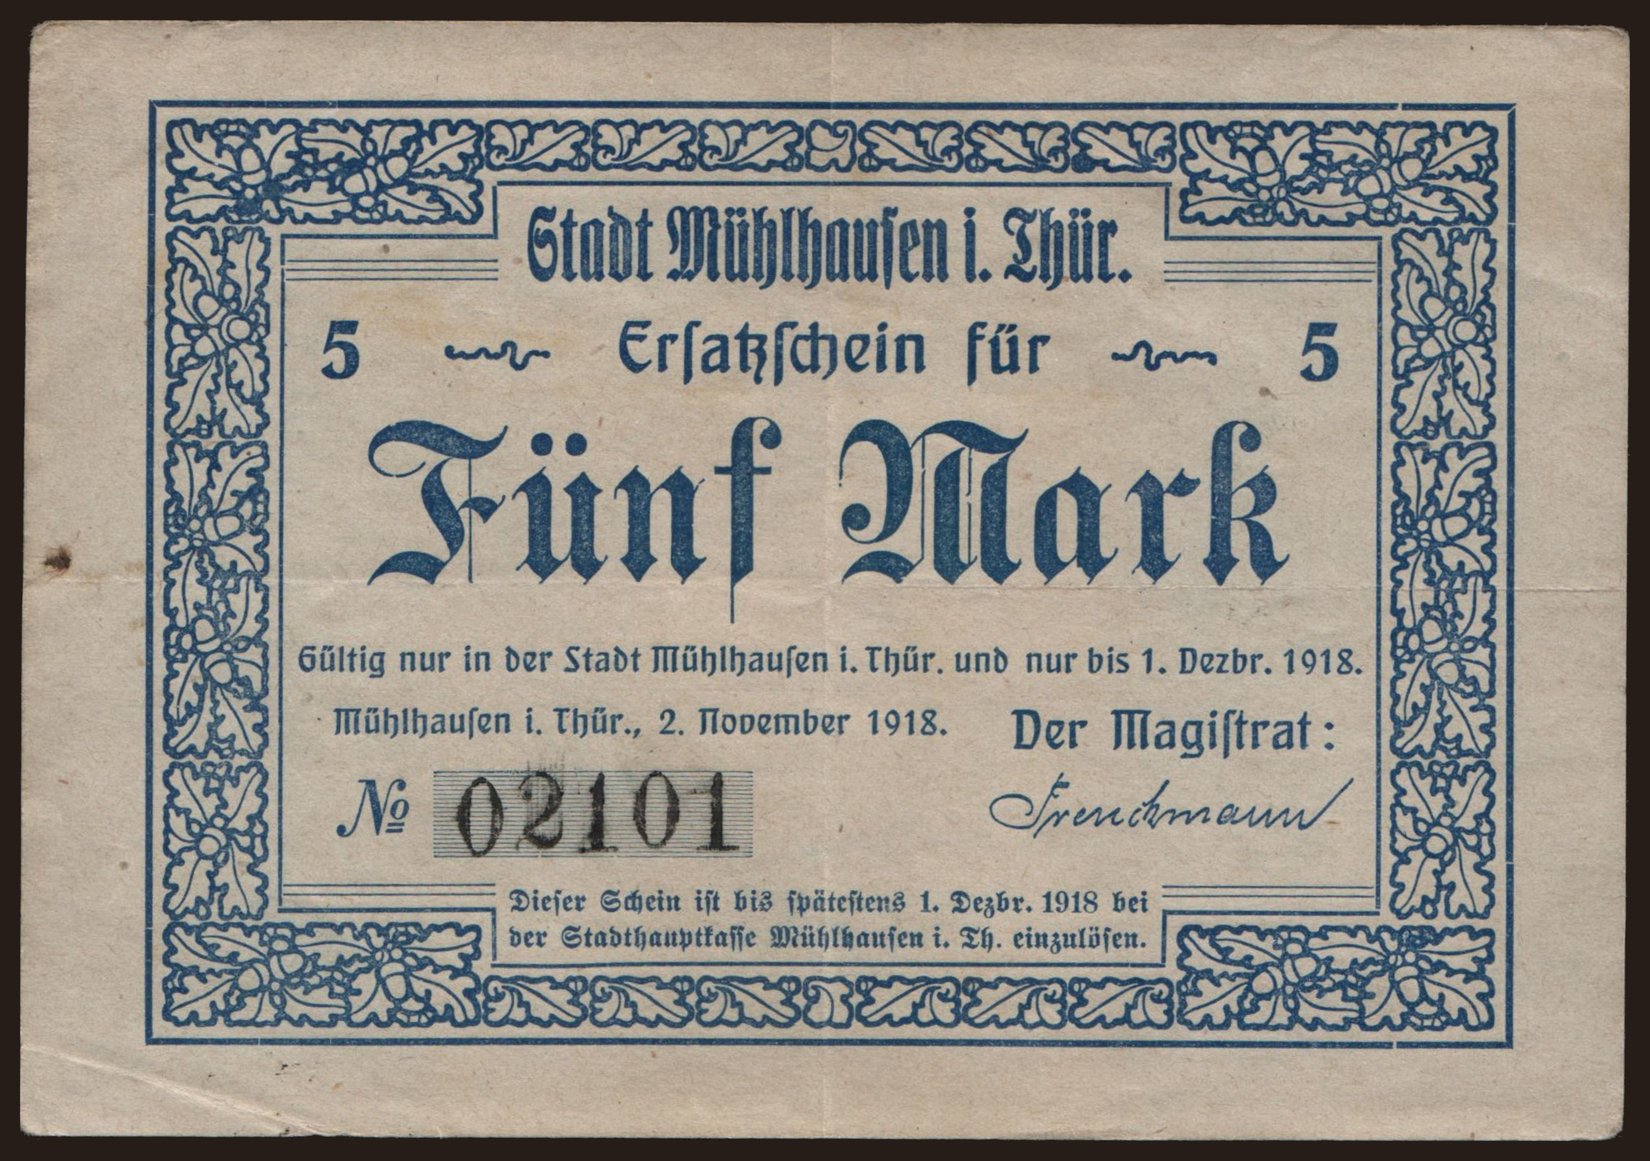 Stadt Mühlhausen i. Thür.
5 Ersatzschein für 5
Fünf Mark
Gültig nur in der Stadt Mühlhausen i. Thür. und nur bis 1. Dezbr. 1918.
Mühlhausen i. Thür., 2. November 1918. Der Magistrat:
No 02101
Dieser Schein ist bis spätestens 1. Dezbr. 1918 bei
der Stadthauptkasse Mühlhausen i. Th. einzulösen.